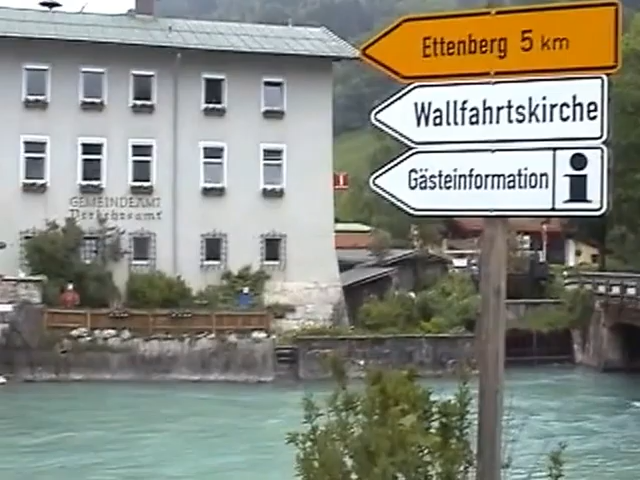 Ettenberg 5 km
Wallfahrtskirche
Gästeinformation i
GEMEINDEAMT
Verkehrsamt